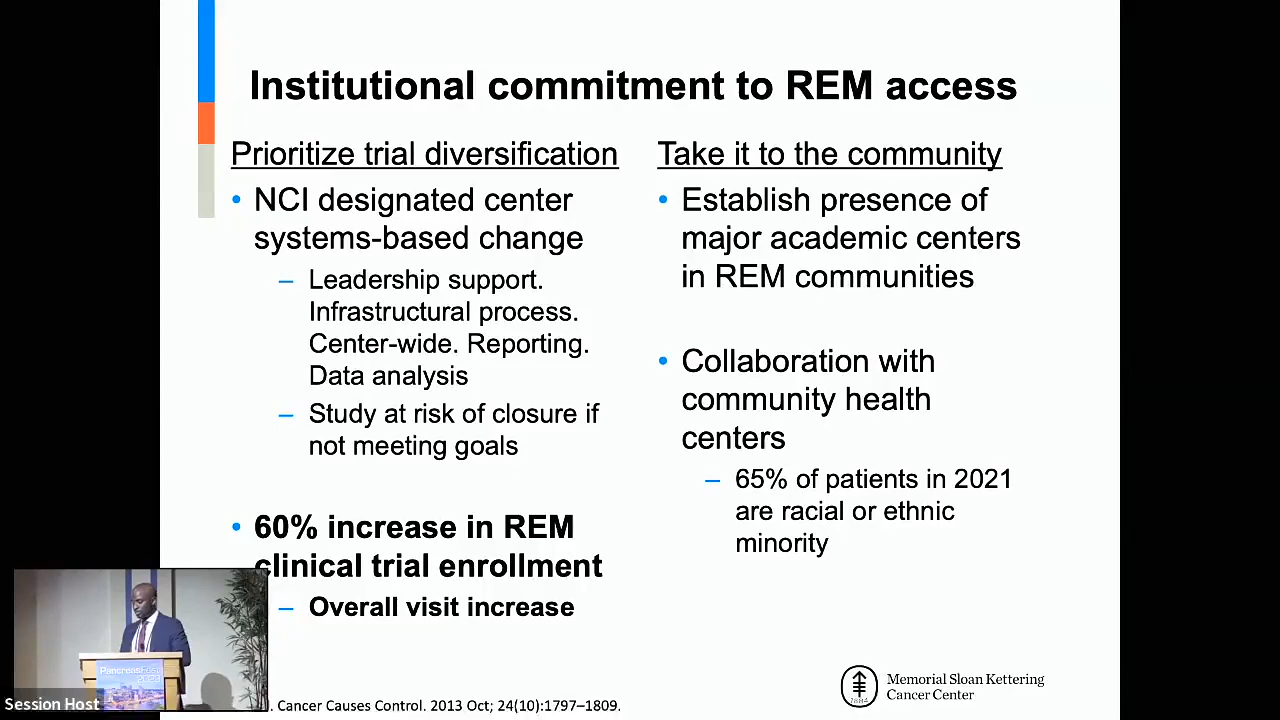 Institutional commitment to REM access
Prioritize trial diversification
• NCI designated center
systems-based change
– Leadership support.
Infrastructural process.
Center-wide. Reporting.
Data analysis
– Study at risk of closure if
not meeting goals
• 60% increase in REM
clinical trial enrollment
– Overall visit increase
Take it to the community
• Establish presence of
major academic centers
in REM communities
• Collaboration with
community health
centers
– 65% of patients in 2021
are racial or ethnic
minority
PancreasFest
2023
Session Host
. Cancer Causes Control. 2013 Oct; 24(10):1797–1809.
1884
Memorial Sloan Kettering
Cancer Center